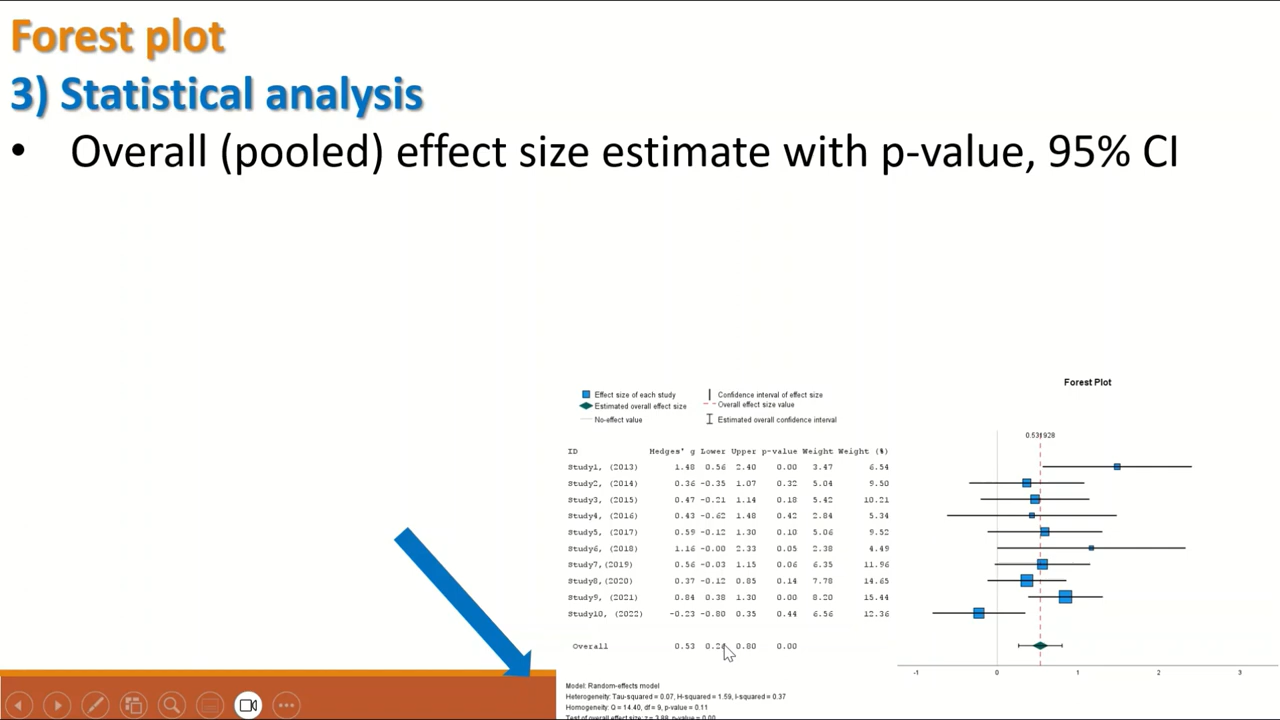 Forest plot
3) Statistical analysis
• Overall (pooled) effect size estimate with p-value, 95% CI
Forest Plot
Effect size of each study
Confidence interval of effect size
Estimated overall effect size
Overall effect size value
No-effect value
Estimated overall confidence interval
0.531928
ID Hedges' g Lower Upper p-value Weight Weight (%)
Study1, (2013) 1.48 0.56 2.40 0.00 3.47 6.54
Study2, (2014) 0.36 -0.35 1.07 0.32 5.04 9.50
Study3, (2015) 0.47 -0.21 1.14 0.18 5.42 10.21
Study4, (2016) 0.43 -0.62 1.48 0.42 2.84 5.34
Study5, (2017) 0.59 -0.12 1.30 0.10 5.06 9.52
Study6, (2018) 1.16 -0.00 2.33 0.05 2.38 4.49
Study7,(2019) 0.56 -0.03 1.15 0.06 6.35 11.96
Study8,(2020) 0.37 -0.12 0.85 0.14 7.78 14.65
Study9, (2021) 0.84 0.38 1.30 0.00 8.20 15.44
Study10, (2022) -0.23 -0.80 0.35 0.44 6.56 12.36
Overall 0.53 0.80 0.00
-1 0 1 2 3
Model: Random-effects model
Heterogeneity: Tau-squared = 0.07, H-squared = 1.59, I-squared = 0.37
Homogeneity: Q = 14.40, df = 9, p-value = 0.11
Test of overall effect size: z = 3.88, p-value = 0.00